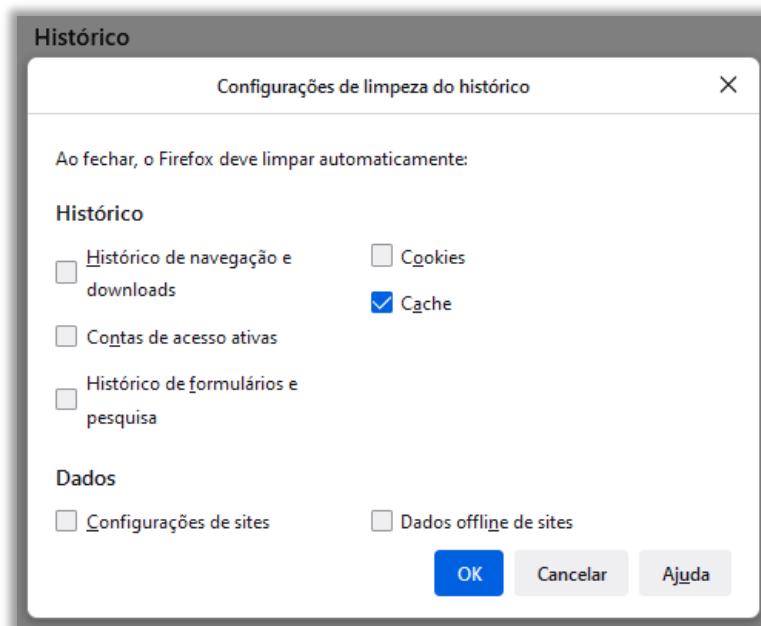 Histórico
Configurações de limpeza do histórico
Ao fechar, o Firefox deve limpar automaticamente:
Histórico
Histórico de navegação e
downloads
Cookies
Cache
Contas de acesso ativas
Histórico de formulários e
pesquisa
Dados
Configurações de sites
Dados offline de sites
OK
Cancelar
Ajuda